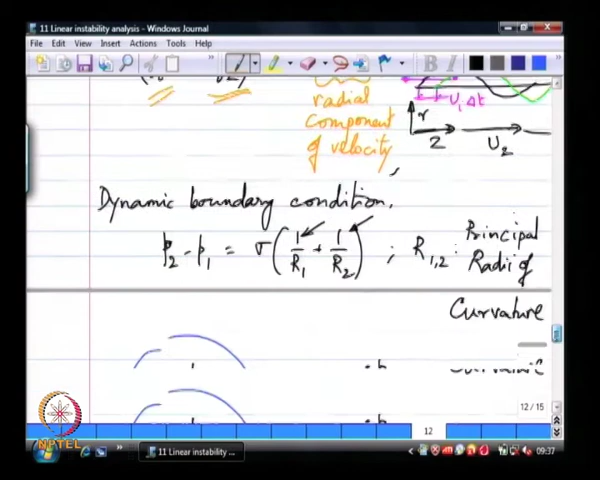 11 Linear instability analysis - Windows Journal
File Edit View Insert Actions Tools Help
B I
radial
component
of velocity
U₁ Δt
r
z U₂
Dynamic boundary condition,
p₂ - p₁ = σ(1/R₁ + 1/R₂) ; R₁,₂ : Principal
Radii of
Curvature
12 / 15
12
NPTEL
11 Linear instability ...
09:37